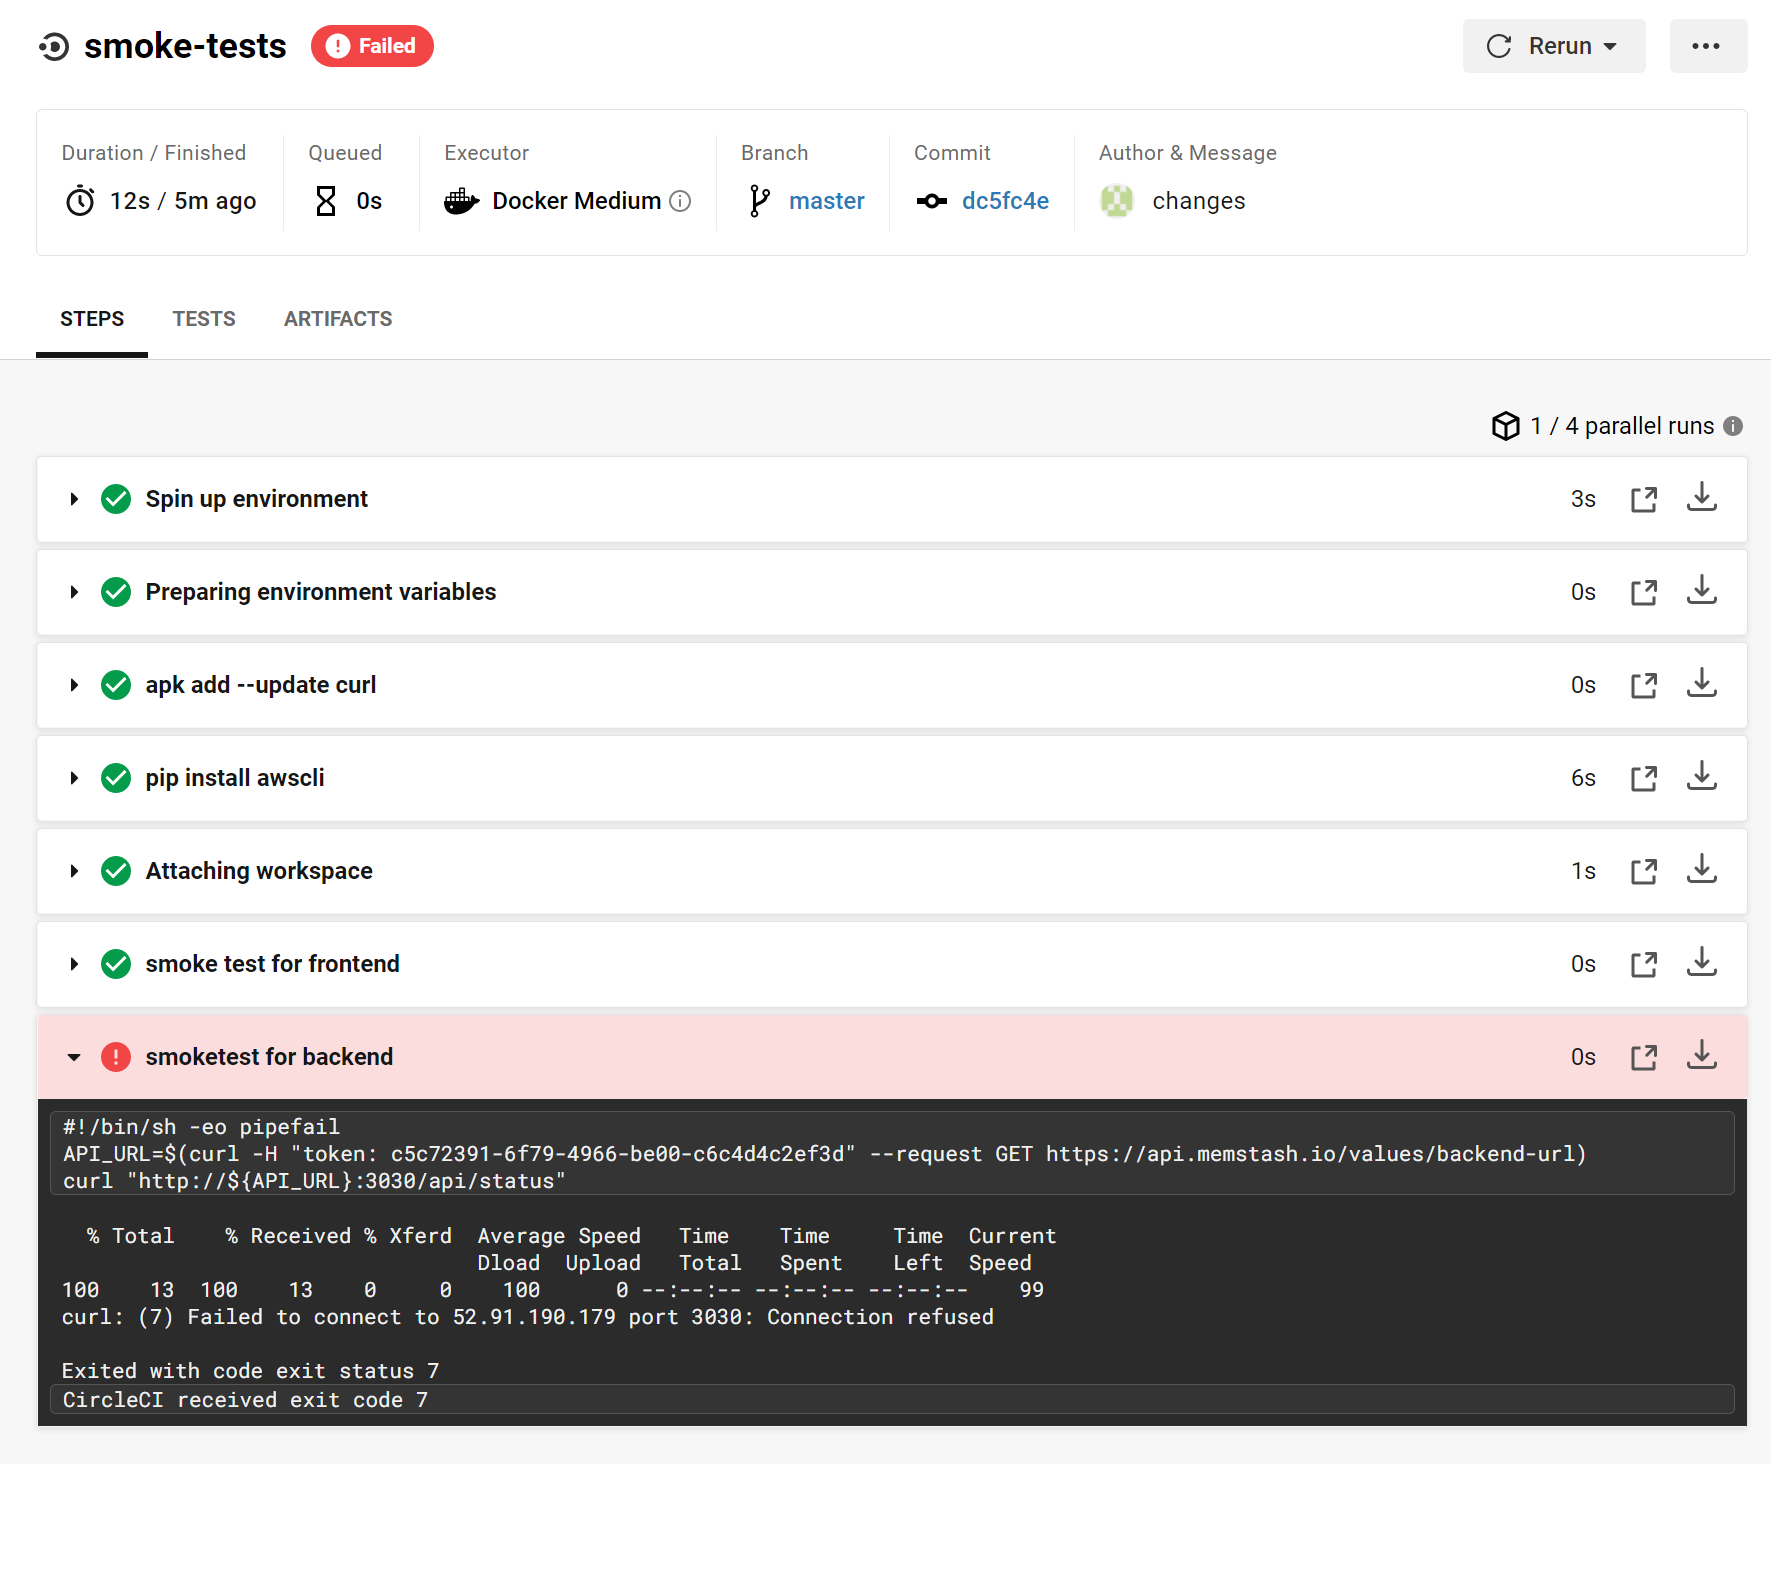 smoke-tests
Failed
Rerun
Duration / Finished
12s / 5m ago
Queued
0s
Executor
Docker Medium
Branch
master
Commit
dc5fc4e
Author & Message
changes
STEPS TESTS ARTIFACTS
1 / 4 parallel runs
Spin up environment 3s
Preparing environment variables 0s
apk add --update curl 0s
pip install awscli 6s
Attaching workspace 1s
smoke test for frontend 0s
smoketest for backend 0s
#!/bin/sh -eo pipefail
API_URL=$(curl -H "token: c5c72391-6f79-4966-be00-c6c4d4c2ef3d" --request GET https://api.memstash.io/values/backend-url)
curl "http://${API_URL}:3030/api/status"
  % Total    % Received % Xferd  Average Speed   Time    Time     Time  Current
                                 Dload  Upload   Total   Spent    Left  Speed
100    13  100    13    0     0    100      0 --:--:-- --:--:-- --:--:--    99
curl: (7) Failed to connect to 52.91.190.179 port 3030: Connection refused
Exited with code exit status 7
CircleCI received exit code 7